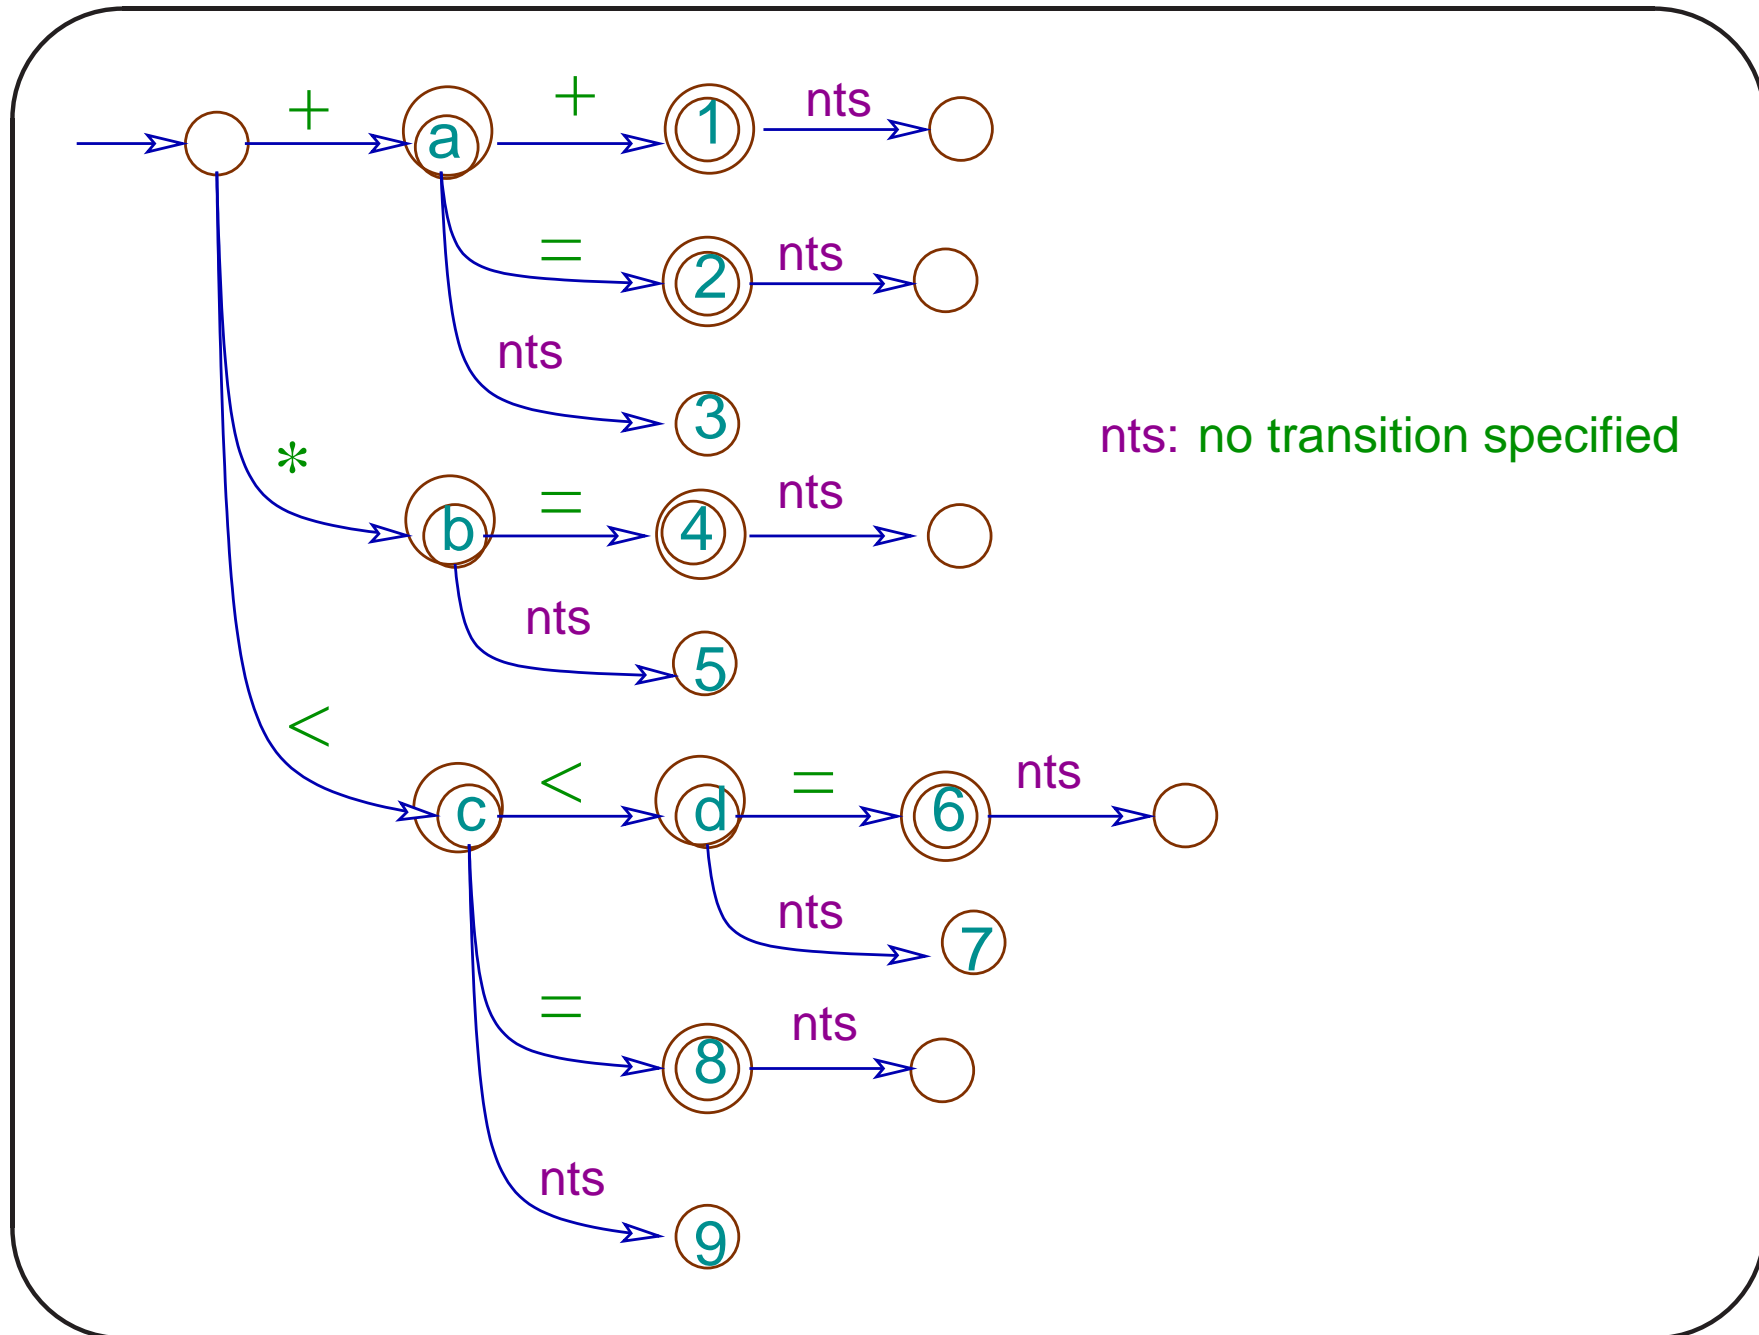 + + nts
a 1
= nts
2
nts
3
nts: no transition specified
* = nts
b 4
nts
5
< < = nts
c d 6
nts
7
= nts
8
nts
9